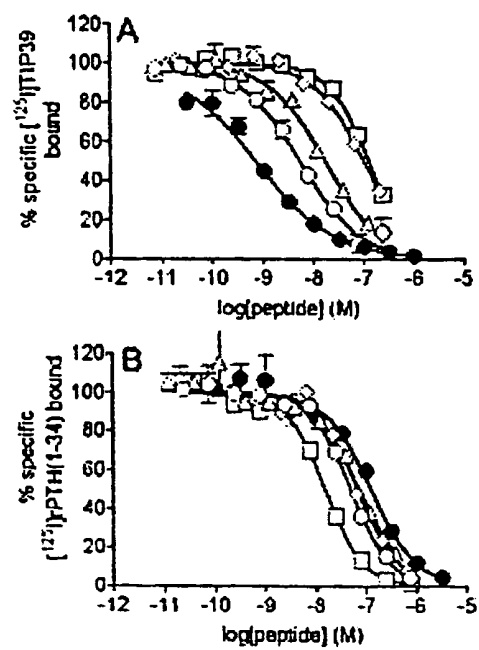 A
120
100
80
60
40
20
0
% specific [¹²⁵I]TIP39
bound
-12 -11 -10 -9 -8 -7 -6 -5
log[peptide] (M)
B
120
100
80
60
40
20
0
% specific
[¹²⁵I]rPTH(1-34) bound
-12 -11 -10 -9 -8 -7 -6 -5
log[peptide] (M)